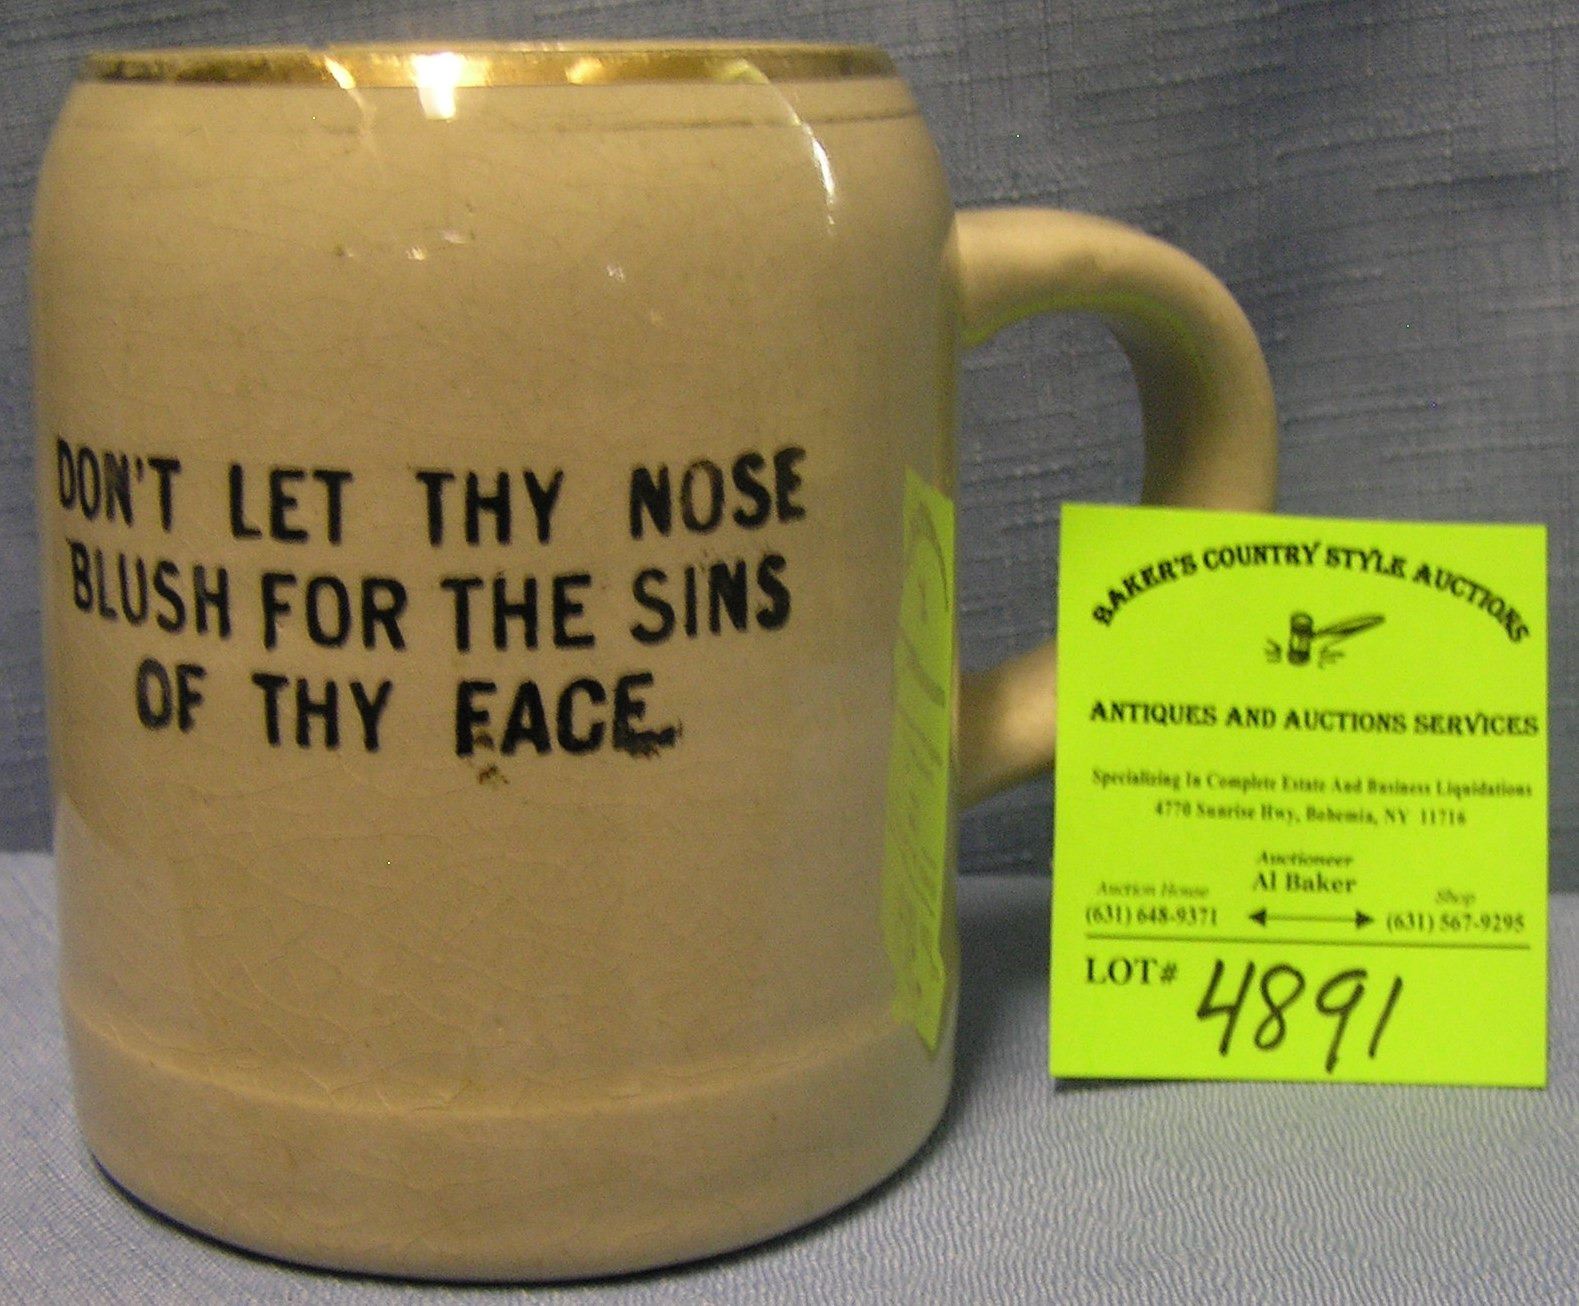 DON'T LET THY NOSE
BLUSH FOR THE SINS
OF THY FACE.
BAKER'S COUNTRY STYLE AUCTIONS
ANTIQUES AND AUCTIONS SERVICES
Specializing In Complete Estate And Business Liquidations
4770 Sunrise Hwy, Bohemia, NY 11716
Auctioneer
Al Baker
Auction House
(631) 648-9371
Shop
(631) 567-9295
LOT# 4891